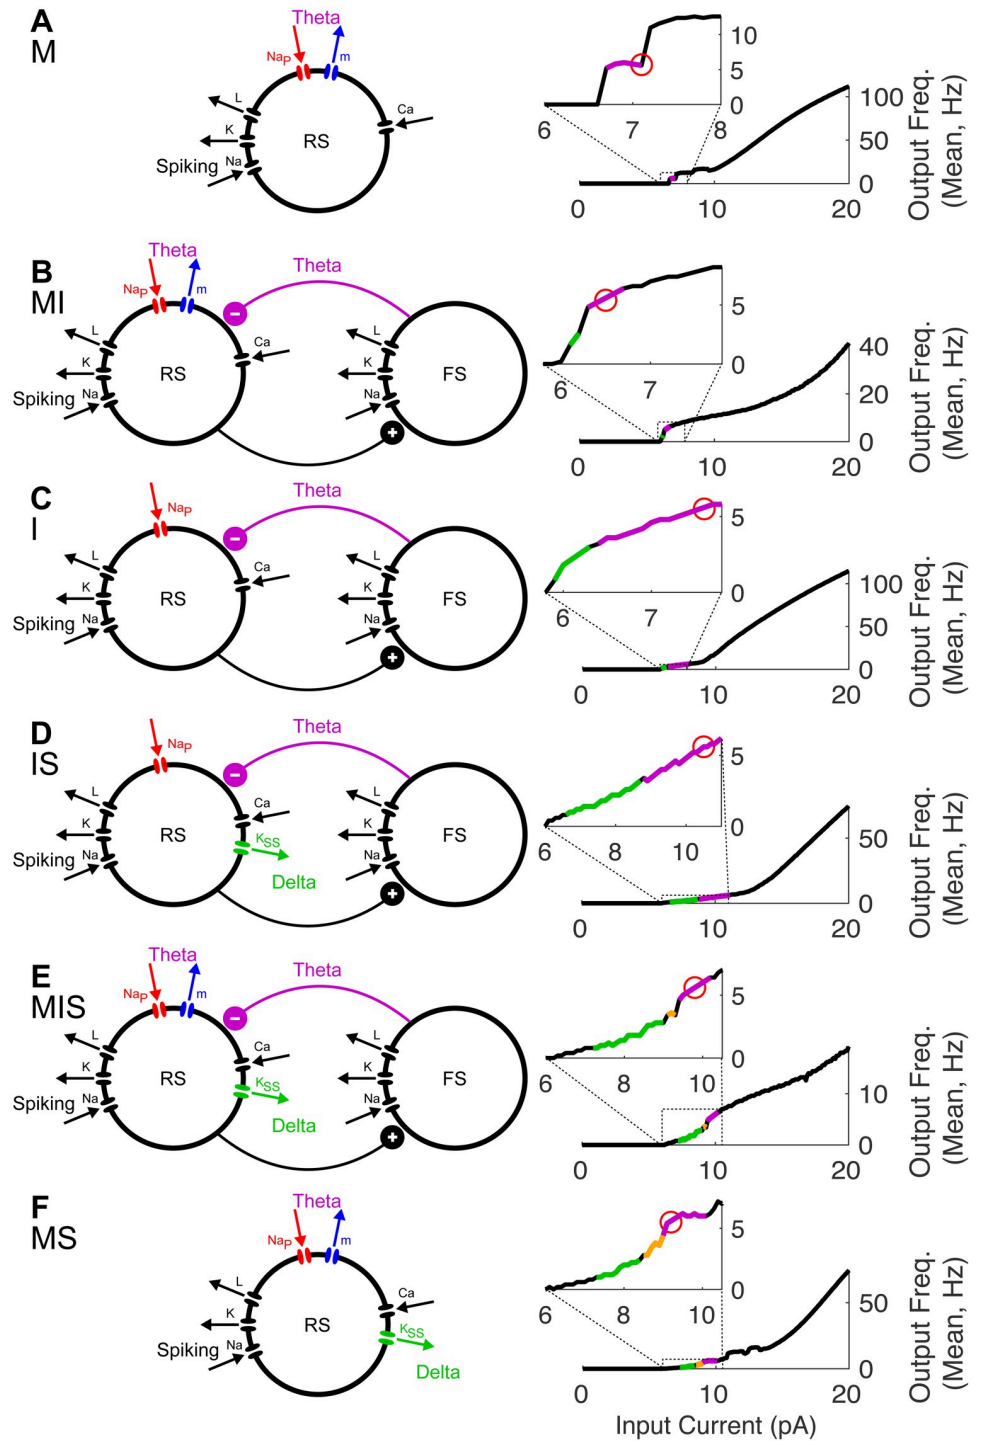 A
M
Theta
NaP
m
L
K
Na
Spiking
Ca
RS
10
5
0
6
7
8
100
50
0
0
10
20
Output Freq.
(Mean, Hz)
B
MI
Theta
NaP
m
Theta
L
K
Na
Spiking
Ca
RS
L
K
Na
FS
−
+
5
0
6
7
40
20
0
0
10
20
Output Freq.
(Mean, Hz)
C
I
NaP
Theta
L
K
Na
Spiking
Ca
RS
L
K
Na
FS
−
+
5
0
6
7
100
50
0
0
10
20
Output Freq.
(Mean, Hz)
D
IS
NaP
Theta
L
K
Na
Spiking
Ca
KSS
Delta
RS
L
K
Na
FS
−
+
5
0
6
8
10
50
0
0
10
20
Output Freq.
(Mean, Hz)
E
MIS
Theta
NaP
m
Theta
L
K
Na
Spiking
Ca
KSS
Delta
RS
L
K
Na
FS
−
+
5
0
6
8
10
10
0
0
10
20
Output Freq.
(Mean, Hz)
F
MS
Theta
NaP
m
L
K
Na
Spiking
Ca
KSS
Delta
RS
5
0
6
8
10
50
0
0
10
20
Output Freq.
(Mean, Hz)
Input Current (pA)